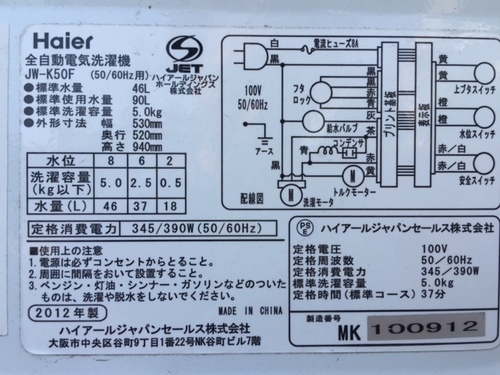 Haier
全自動電気洗濯機
JW-K50F (50/60Hz用)
JET
ハイアールジャパン
ホールディングス
株式会社
●標準水量 46L
●標準使用水量 90L
●標準洗濯容量 5.0kg
●外形寸法 幅 530mm
奥行 520mm
高さ 940mm
水位 8 6 2
洗濯容量
(kg以下) 5.0 2.5 0.5
水量(L) 46 37 18
定格消費電力 345/390W(50/60Hz)
白
電流ヒューズ8A
黒
100V
50/60Hz
アース
配線図
フタ
ロック
黒
黒
青
赤
給水バルブ
灰
茶
コンデンサ
青
黄
赤
M
洗濯モータ
M
トルクモーター
プリント基板
表示板
黄
黄
上ブタスイッチ
橙
橙
水位スイッチ
赤/白
赤/白
安全スイッチ
■使用上の注意
1.電源は必ずコンセントからとること。
2.周囲に間隔をおいて設置すること。
3.ベンジン・灯油・シンナー・ガソリンなどのついた
ものは、洗濯や脱水をしないでください。
2012年製
MADE IN CHINA
ハイアールジャパンセールス株式会社
大阪市中央区谷町9丁目1番22号NK谷町ビル7階
PS
E
ハイアールジャパンセールス株式会社
定格電圧 100V
定格周波数 50/60Hz
定格消費電力 345/390W
標準洗濯容量 5.0kg
定格時間(標準コース) 37分
製造番号
MK 100912